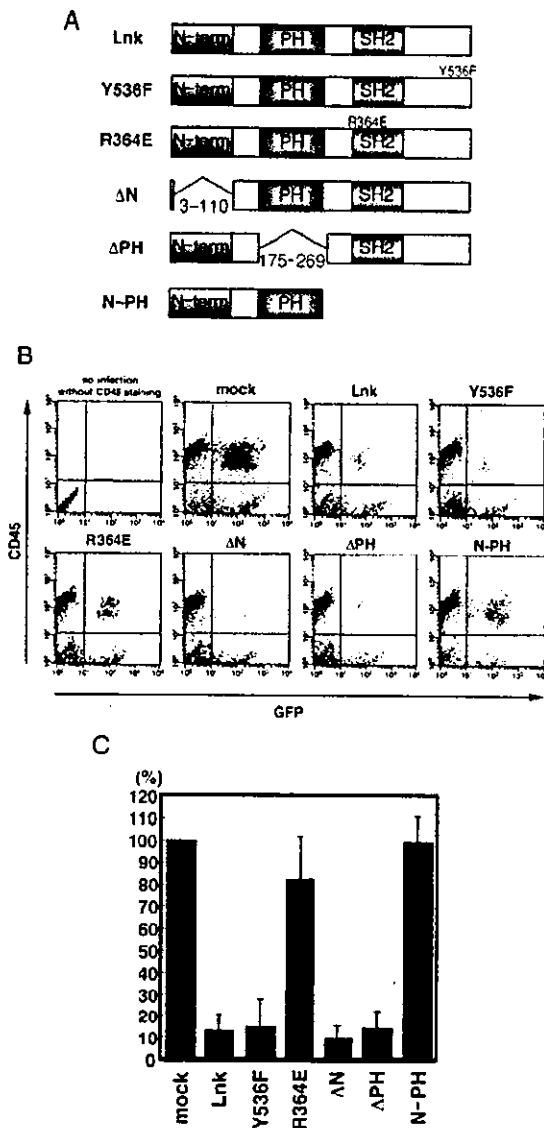 A
Lnk N-term PH SH2
Y536F
Y536F N-term PH SH2
R364E
R364E N-term PH SH2
ΔN 3-110 PH SH2
ΔPH N-term 175-269 SH2
N-PH N-term PH
B
no infection
without CD45 staining
mock
Lnk
Y536F
R364E
ΔN
ΔPH
N-PH
CD45
GFP
C
(%)
120
110
100
90
80
70
60
50
40
30
20
10
0
mock
Lnk
Y536F
R364E
ΔN
ΔPH
N-PH